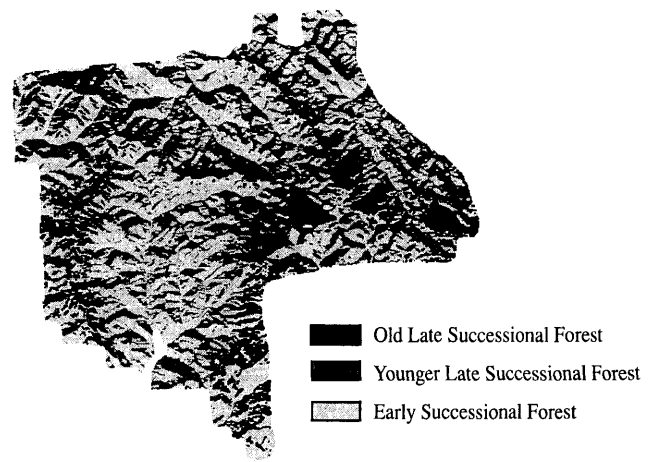 Old Late Successional Forest
Younger Late Successional Forest
Early Successional Forest